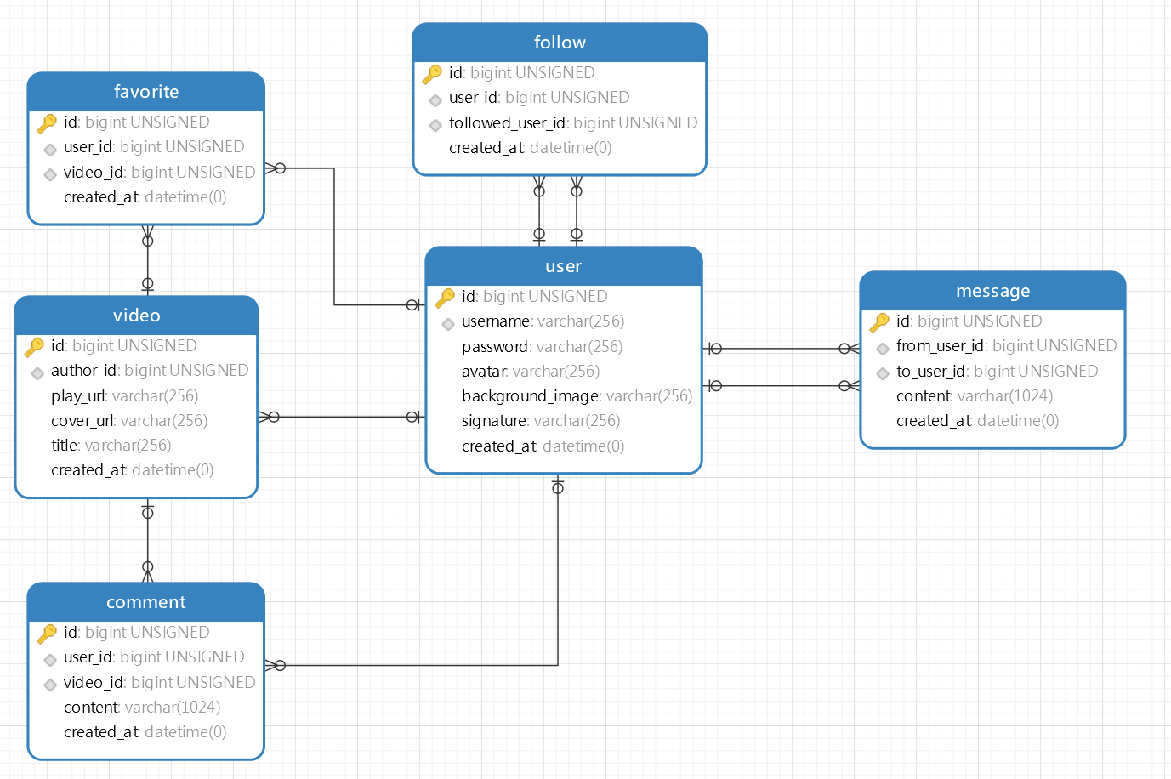 follow
id: bigint UNSIGNED
user_id: bigint UNSIGNED
followed_user_id: bigint UNSIGNED
created_at: datetime(0)
favorite
id: bigint UNSIGNED
user_id: bigint UNSIGNED
video_id: bigint UNSIGNED
created_at: datetime(0)
user
id: bigint UNSIGNED
username: varchar(256)
password: varchar(256)
avatar: varchar(256)
background_image: varchar(256)
signature: varchar(256)
created_at: datetime(0)
message
id: bigint UNSIGNED
from_user_id: bigint UNSIGNED
to_user_id: bigint UNSIGNED
content: varchar(1024)
created_at: datetime(0)
video
id: bigint UNSIGNED
author_id: bigint UNSIGNED
play_url: varchar(256)
cover_url: varchar(256)
title: varchar(256)
created_at: datetime(0)
comment
id: bigint UNSIGNED
user_id: bigint UNSIGNED
video_id: bigint UNSIGNED
content: varchar(1024)
created_at: datetime(0)